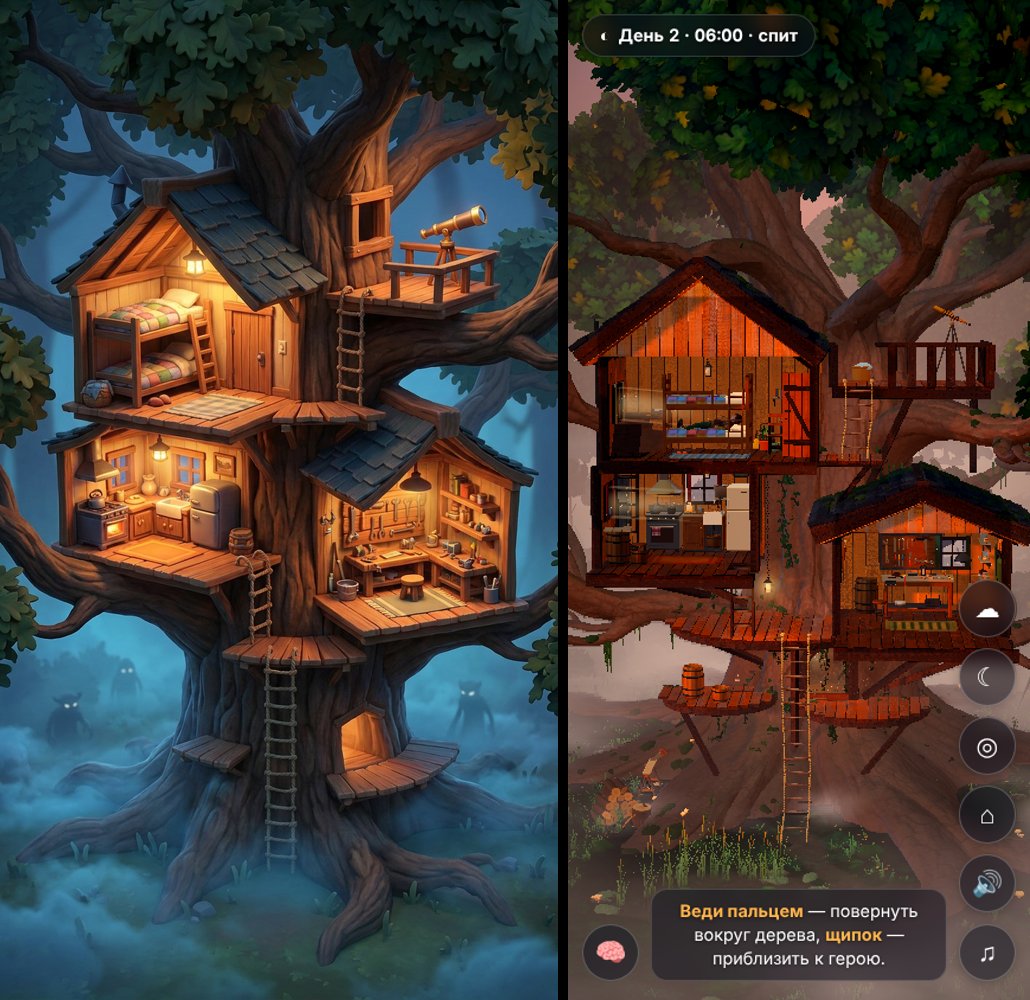 День 2 · 06:00 · спит
Веди пальцем — повернуть
вокруг дерева, щипок —
приблизить к герою.